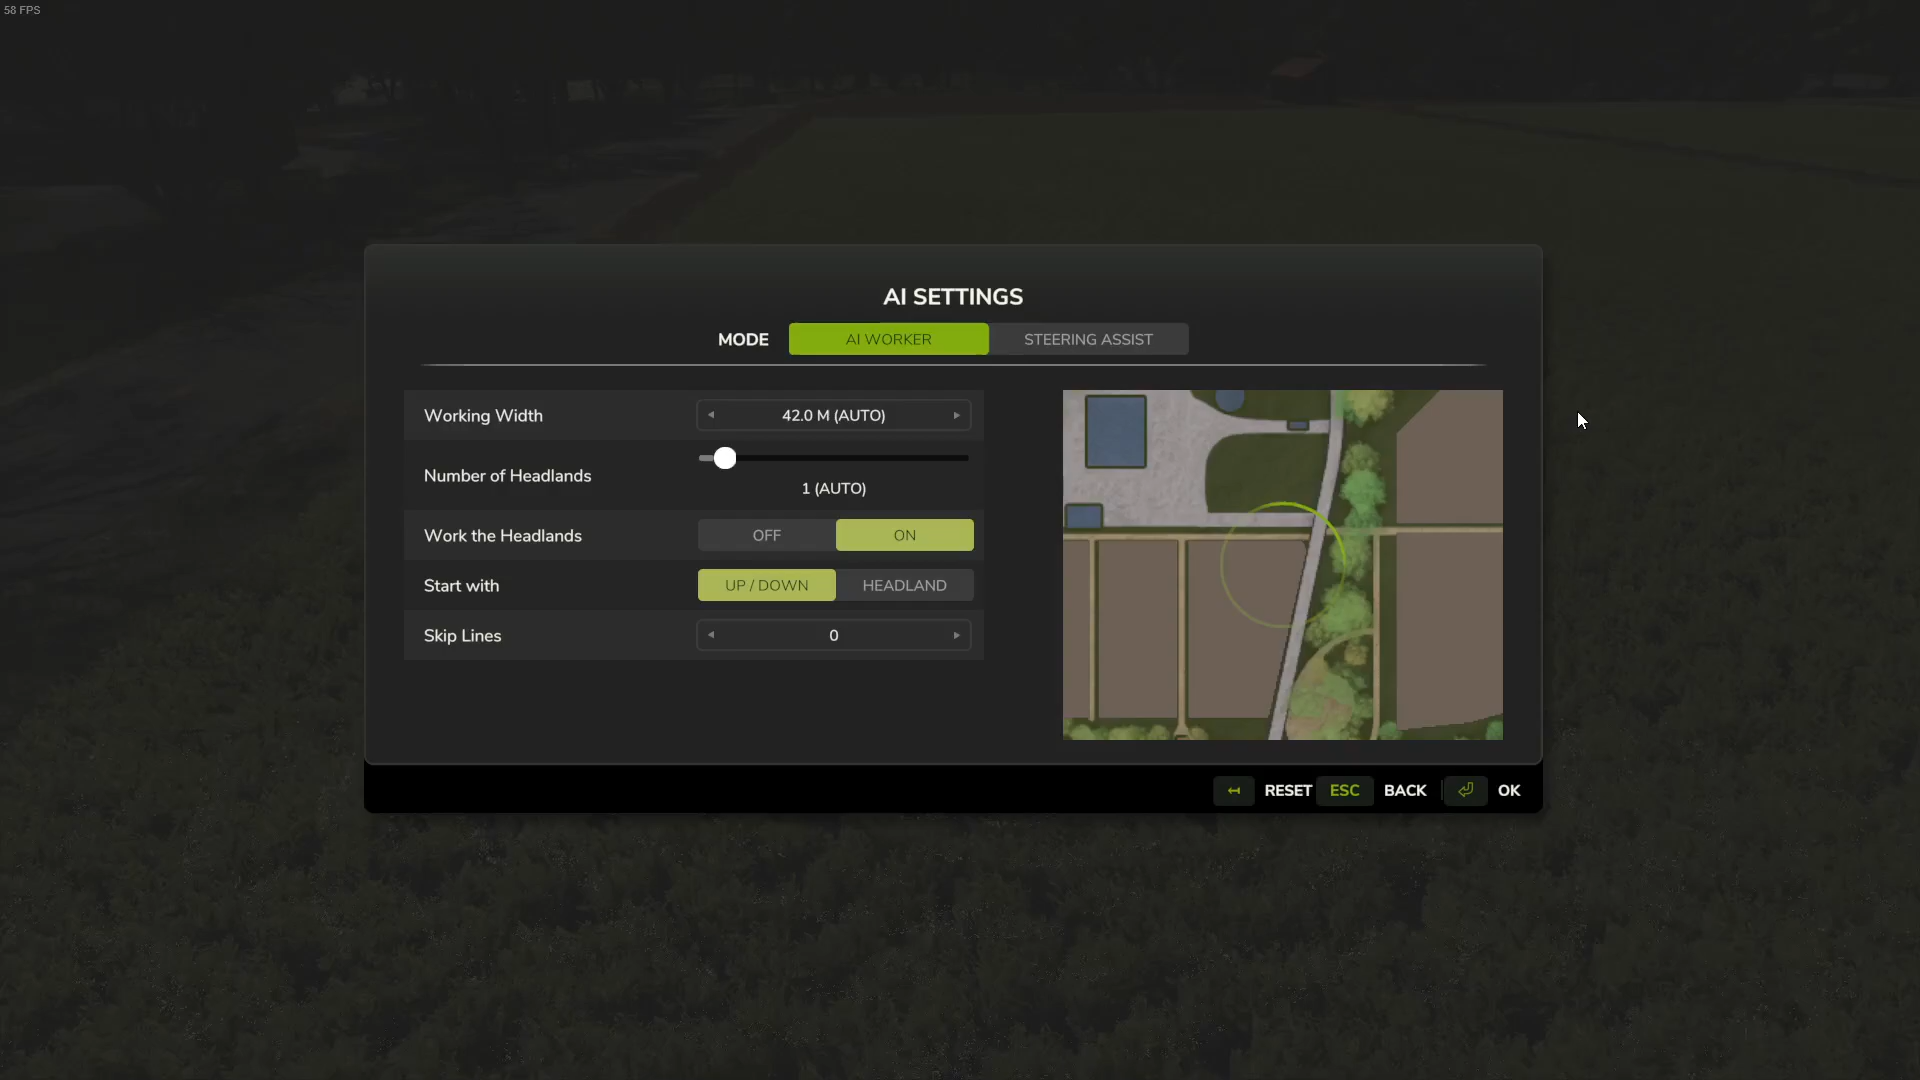 58 FPS
AI SETTINGS
MODE AI WORKER STEERING ASSIST
Working Width 42.0 M (AUTO)
Number of Headlands 1 (AUTO)
Work the Headlands OFF ON
Start with UP / DOWN HEADLAND
Skip Lines 0
RESET ESC BACK OK